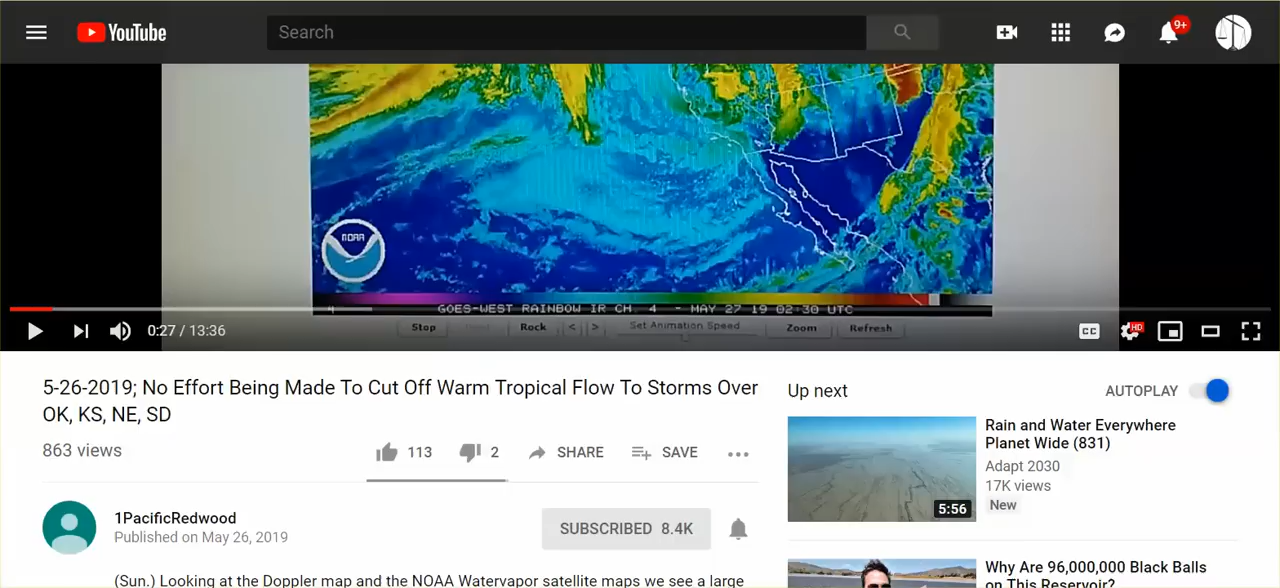 YouTube
Search
9+
NOAA
GOES-WEST RAINBOW IR CH. 4 - MAY 27 19 02:30 UTC
Stop Rock < > Set Animation Speed Zoom Refresh
0:27 / 13:36
CC HD
5-26-2019; No Effort Being Made To Cut Off Warm Tropical Flow To Storms Over
OK, KS, NE, SD
863 views
113 2 SHARE SAVE
1PacificRedwood
Published on May 26, 2019
SUBSCRIBED 8.4K
(Sun.) Looking at the Doppler map and the NOAA Watervapor satellite maps we see a large
Up next
AUTOPLAY
5:56
Rain and Water Everywhere
Planet Wide (831)
Adapt 2030
17K views
New
Why Are 96,000,000 Black Balls
on This Reservoir?